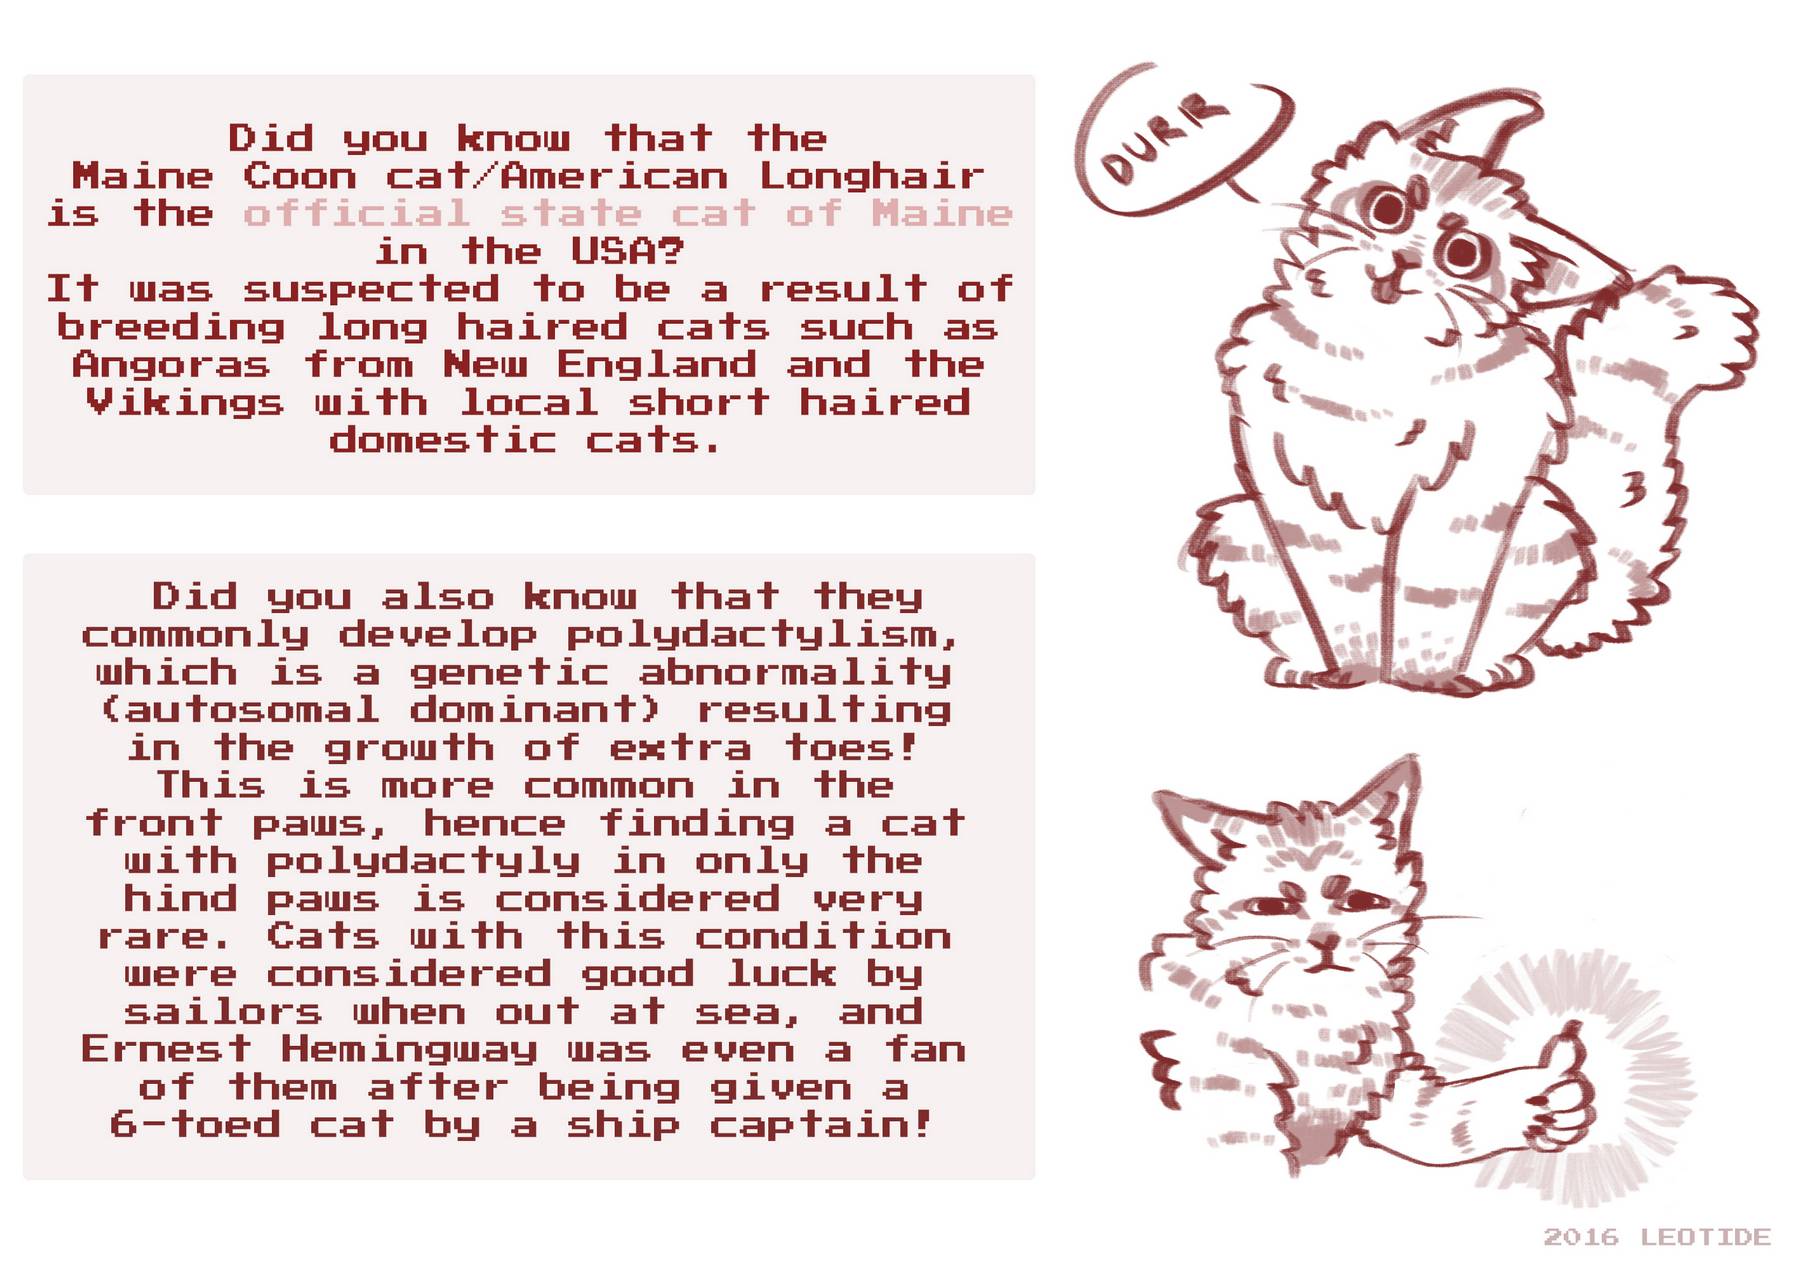 Did you know that the
Maine Coon cat/American Longhair
is the official state cat of Maine
in the USA?
It was suspected to be a result of
breeding long haired cats such as
Angoras from New England and the
Vikings with local short haired
domestic cats.
Did you also know that they
commonly develop polydactylism,
which is a genetic abnormality
(autosomal dominant) resulting
in the growth of extra toes!
This is more common in the
front paws, hence finding a cat
with polydactyly in only the
hind paws is considered very
rare. Cats with this condition
were considered good luck by
sailors when out at sea, and
Ernest Hemingway was even a fan
of them after being given a
6-toed cat by a ship captain!
DURR
2016 LEOTIDE